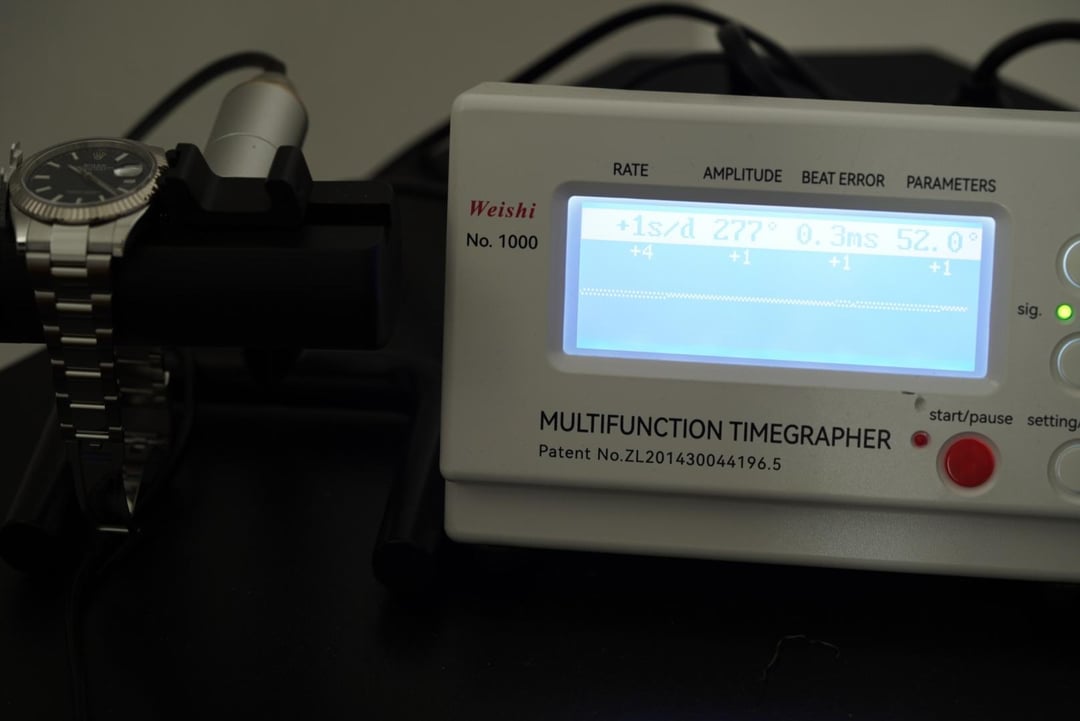 RATE AMPLITUDE BEAT ERROR PARAMETERS
Weishi
No. 1000
+1s/d 277° 0.3ms 52.0°
+4 +1 +1 +1
sig.
start/pause setting/
MULTIFUNCTION TIMEGRAPHER
Patent No.ZL201430044196.5